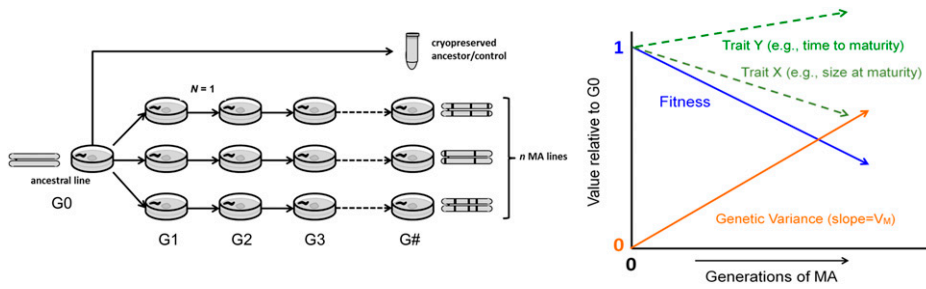 cryopreserved
ancestor/control
N = 1
n MA lines
ancestral line
G0
G1
G2
G3
G#
Value relative to G0
1
0
0
Trait Y (e.g., time to maturity)
Trait X (e.g., size at maturity)
Fitness
Genetic Variance (slope=VM)
Generations of MA